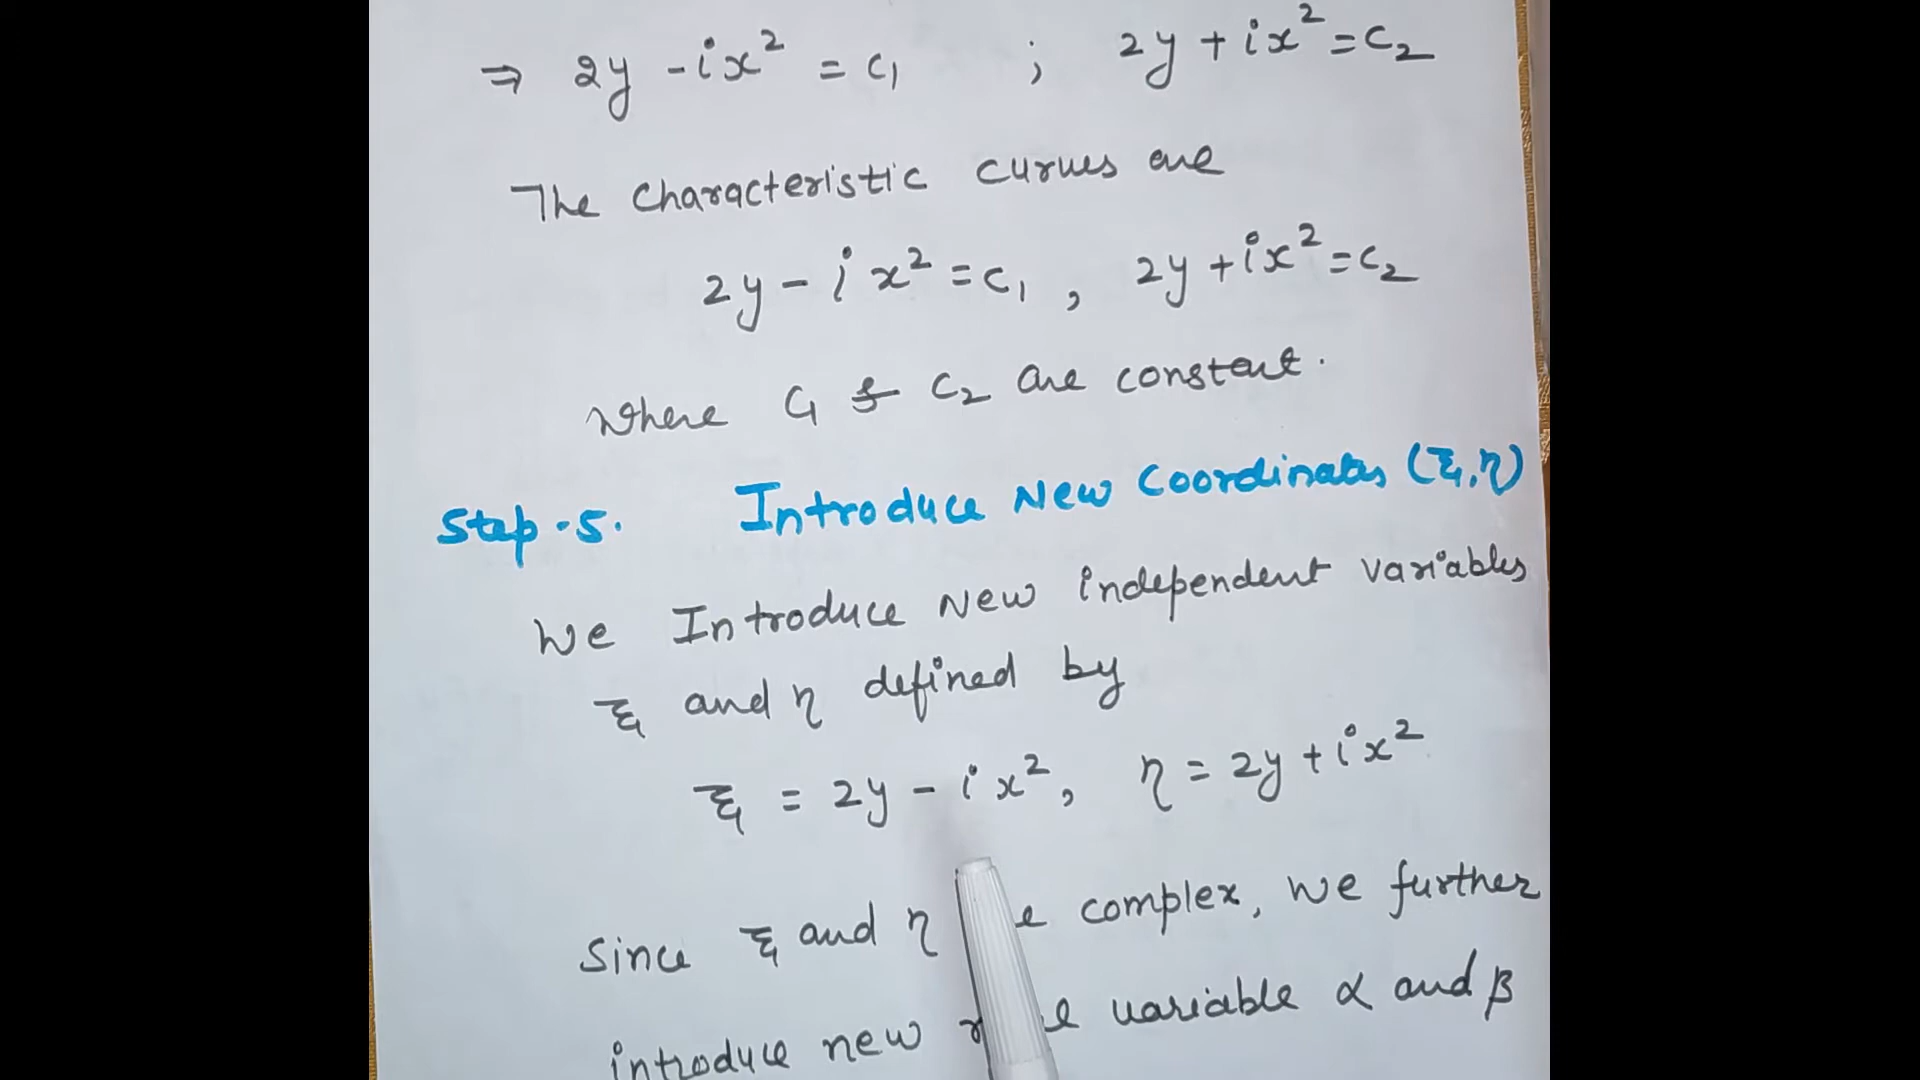 ⇒ 2y - ix² = c₁ ; 2y + ix² = c₂
The characteristic curves are
2y - ix² = c₁ , 2y + ix² = c₂
where c₁ & c₂ are constant.
Step-5. Introduce New Coordinates (ξ,η)
We Introduce New independent variables
ξ and η defined by
ξ = 2y - ix², η = 2y + ix²
Since ξ and η complex, we further
introduce new variable α and β